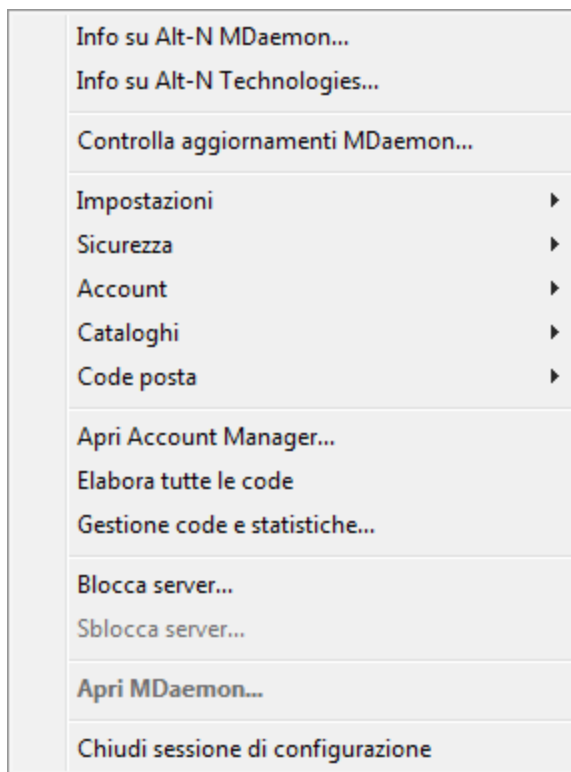 Info su Alt-N MDaemon...
Info su Alt-N Technologies...
Controlla aggiornamenti MDaemon...
Impostazioni
Sicurezza
Account
Cataloghi
Code posta
Apri Account Manager...
Elabora tutte le code
Gestione code e statistiche...
Blocca server...
Sblocca server...
Apri MDaemon...
Chiudi sessione di configurazione